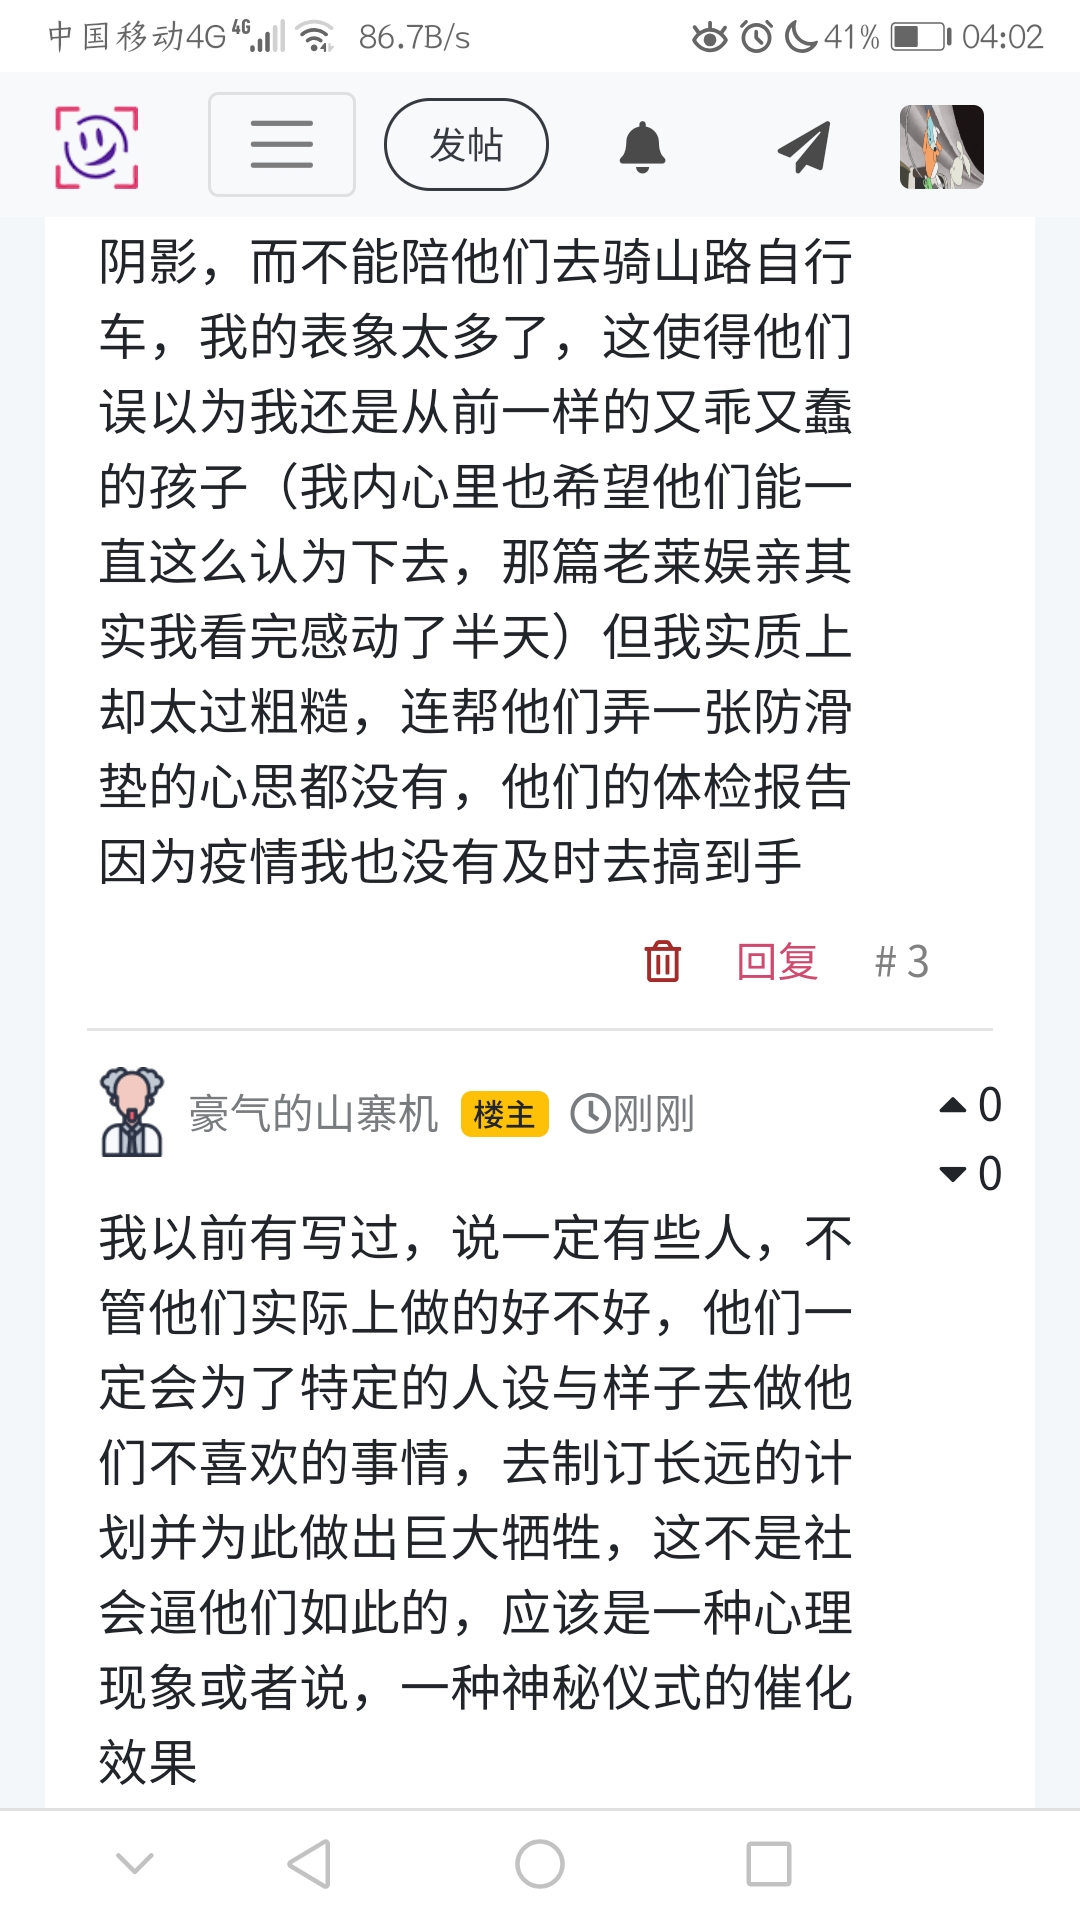 中国移动4G 4G 86.7B/s 41% 04:02
发帖
阴影，而不能陪他们去骑山路自行
车，我的表象太多了，这使得他们
误以为我还是从前一样的又乖又蠢
的孩子（我内心里也希望他们能一
直这么认为下去，那篇老莱娱亲其
实我看完感动了半天）但我实质上
却太过粗糙，连帮他们弄一张防滑
垫的心思都没有，他们的体检报告
因为疫情我也没有及时去搞到手
回复 # 3
豪气的山寨机 楼主 刚刚
0
0
我以前有写过，说一定有些人，不
管他们实际上做的好不好，他们一
定会为了特定的人设与样子去做他
们不喜欢的事情，去制订长远的计
划并为此做出巨大牺牲，这不是社
会逼他们如此的，应该是一种心理
现象或者说，一种神秘仪式的催化
效果